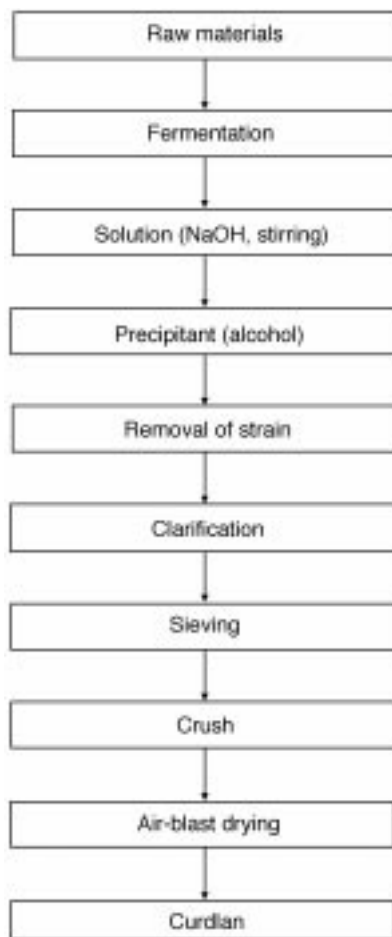 Raw materials
Fermentation
Solution (NaOH, stirring)
Precipitant (alcohol)
Removal of strain
Clarification
Sieving
Crush
Air-blast drying
Curdlan